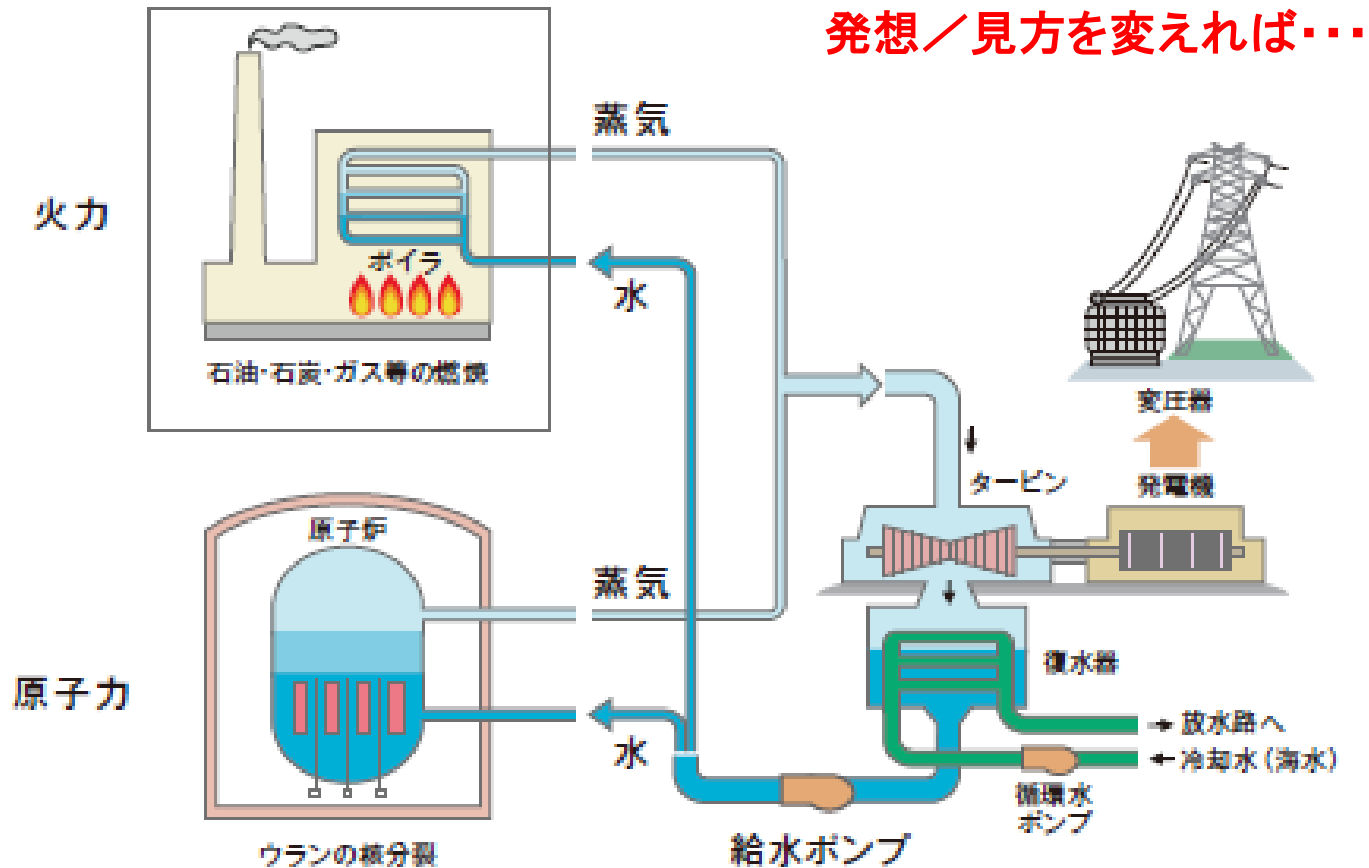 発想／見方を変えれば・・・
蒸気
火力
ボイラ
水
石油・石炭・ガス等の燃焼
変圧器
タービン
発電機
原子炉
蒸気
復水器
原子力
放水路へ
水
冷却水（海水）
循環水
ポンプ
給水ポンプ
ウランの核分裂